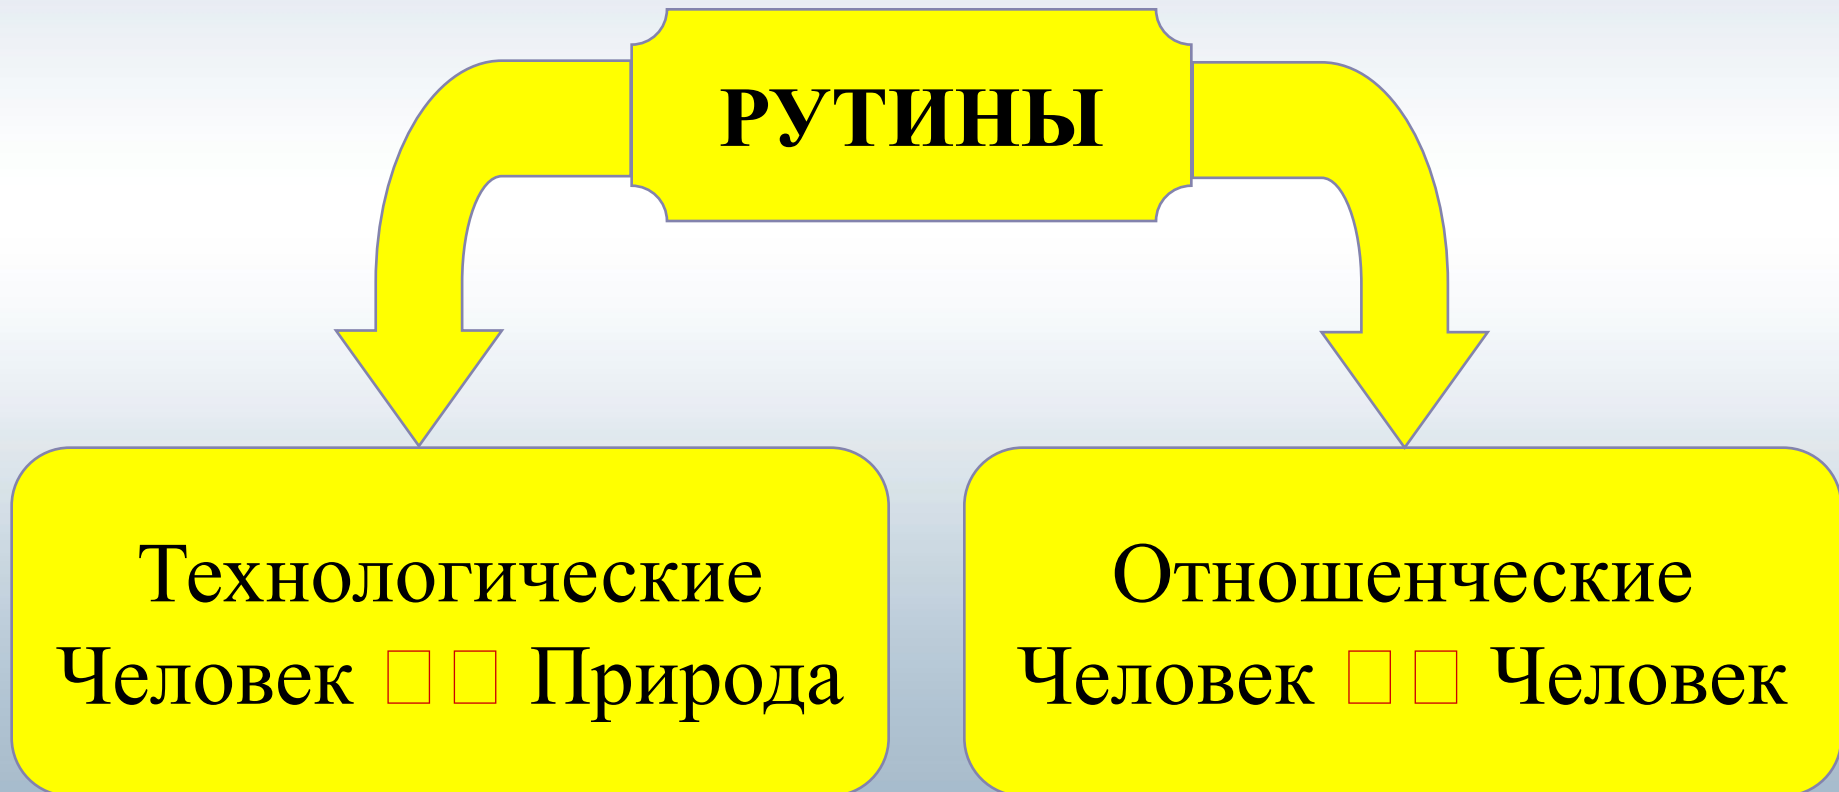 РУТИНЫ
Технологические
Человек □□ Природа
Отношенческие
Человек □□ Человек